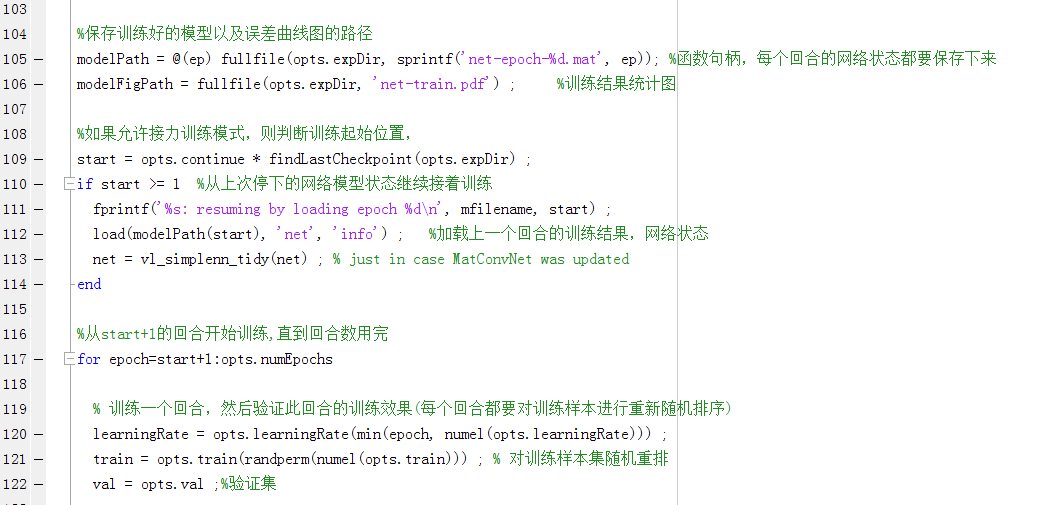 103
104 %保存训练好的模型以及误差曲线图的路径
105 — modelPath = @(ep) fullfile(opts.expDir, sprintf('net-epoch-%d.mat', ep)); %函数句柄，每个回合的网络状态都要保存下来
106 — modelFigPath = fullfile(opts.expDir, 'net-train.pdf') ; %训练结果统计图
107
108 %如果允许接力训练模式，则判断训练起始位置，
109 — start = opts.continue * findLastCheckpoint(opts.expDir) ;
110 — if start >= 1 %从上次停下的网络模型状态继续接着训练
111 — fprintf('%s: resuming by loading epoch %d\n', mfilename, start) ;
112 — load(modelPath(start), 'net', 'info') ; %加载上一个回合的训练结果，网络状态
113 — net = vl_simplenn_tidy(net) ; % just in case MatConvNet was updated
114 — end
115
116 %从start+1的回合开始训练,直到回合数用完
117 — for epoch=start+1:opts.numEpochs
118
119 % 训练一个回合，然后验证此回合的训练效果(每个回合都要对训练样本进行重新随机排序)
120 — learningRate = opts.learningRate(min(epoch, numel(opts.learningRate))) ;
121 — train = opts.train(randperm(numel(opts.train))) ; % 对训练样本集随机重排
122 — val = opts.val ;%验证集